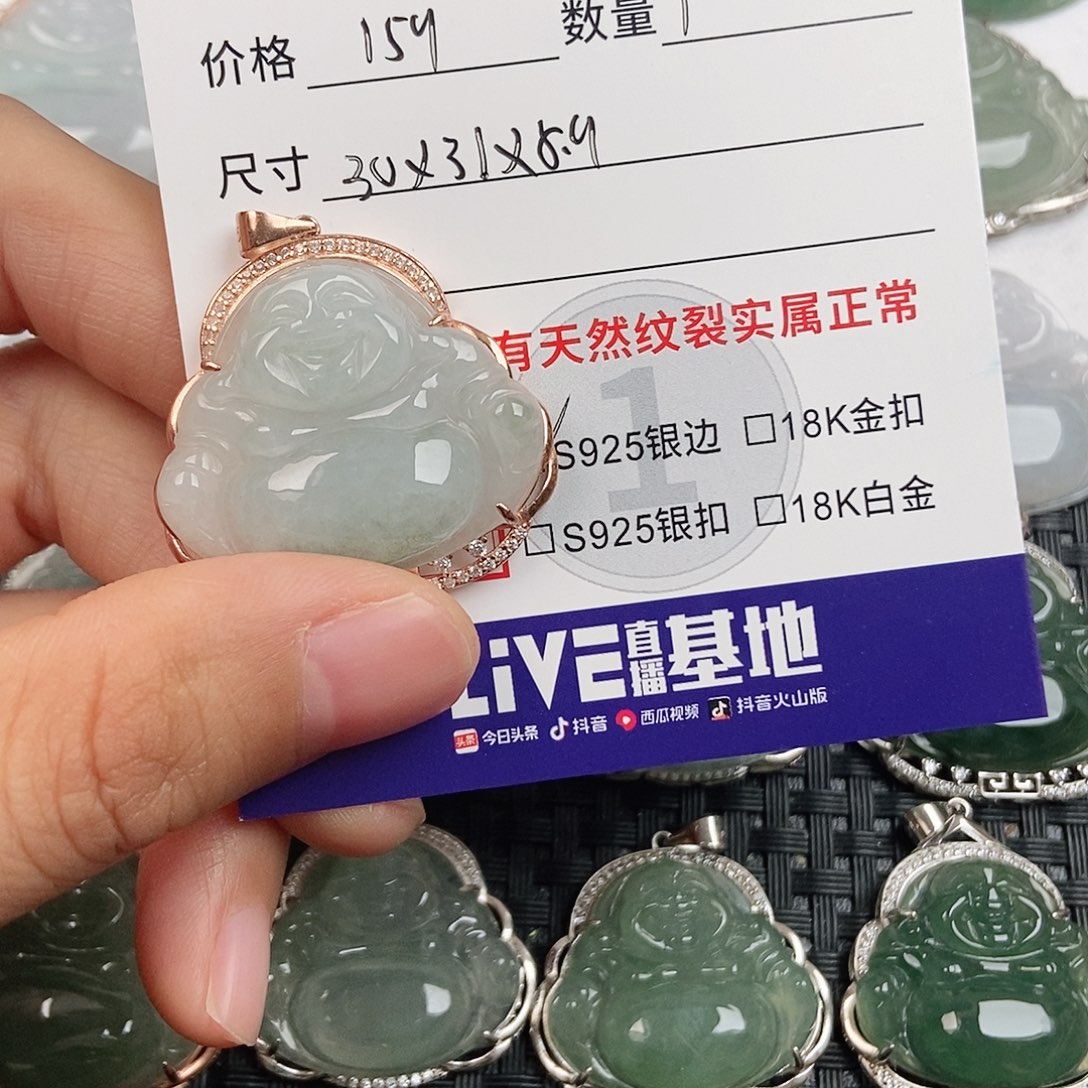 价格 159 数量 1
尺寸 30X31X8.9
有天然纹裂实属正常
S925银边 □18K金扣
□S925银扣 □18K白金
1
LiVE直播基地
头条 今日头条 抖音 西瓜视频 抖音火山版